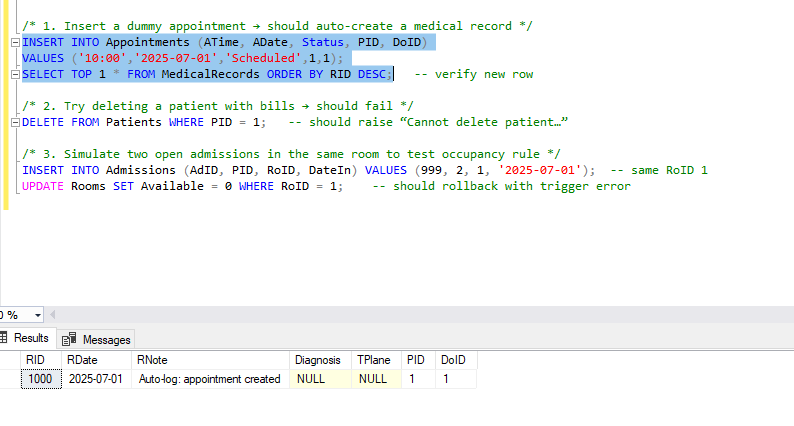 /* 1. Insert a dummy appointment → should auto-create a medical record */
INSERT INTO Appointments (ATime, ADate, Status, PID, DoID)
VALUES ('10:00','2025-07-01','Scheduled',1,1);
SELECT TOP 1 * FROM MedicalRecords ORDER BY RID DESC;   -- verify new row
/* 2. Try deleting a patient with bills → should fail */
DELETE FROM Patients WHERE PID = 1;   -- should raise “Cannot delete patient…”
/* 3. Simulate two open admissions in the same room to test occupancy rule */
INSERT INTO Admissions (AdID, PID, RoID, DateIn) VALUES (999, 2, 1, '2025-07-01');  -- same RoID 1
UPDATE Rooms SET Available = 0 WHERE RoID = 1;    -- should rollback with trigger error
0 %
Results Messages
RID RDate RNote Diagnosis TPlane PID DoID
1000 2025-07-01 Auto-log: appointment created NULL NULL 1 1